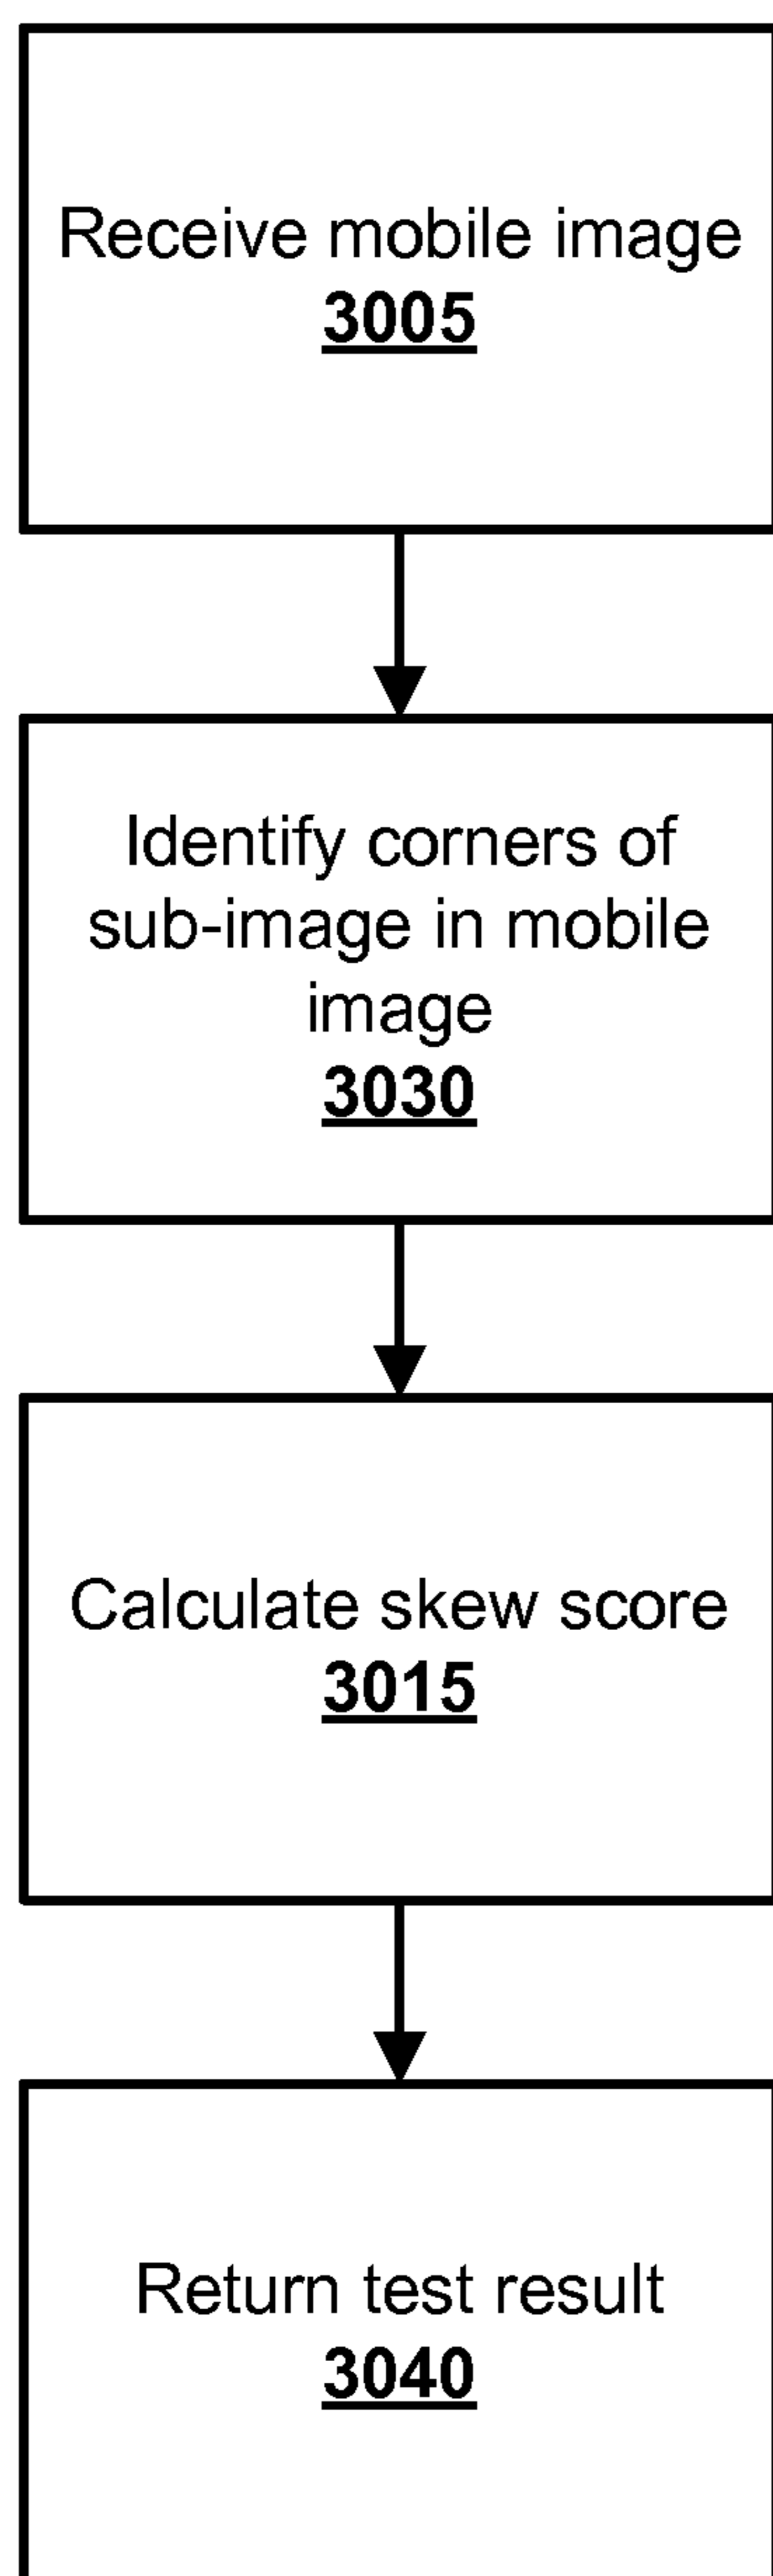 Receive mobile image
3005
Identify corners of
sub-image in mobile
image
3030
Calculate skew score
3015
Return test result
3040